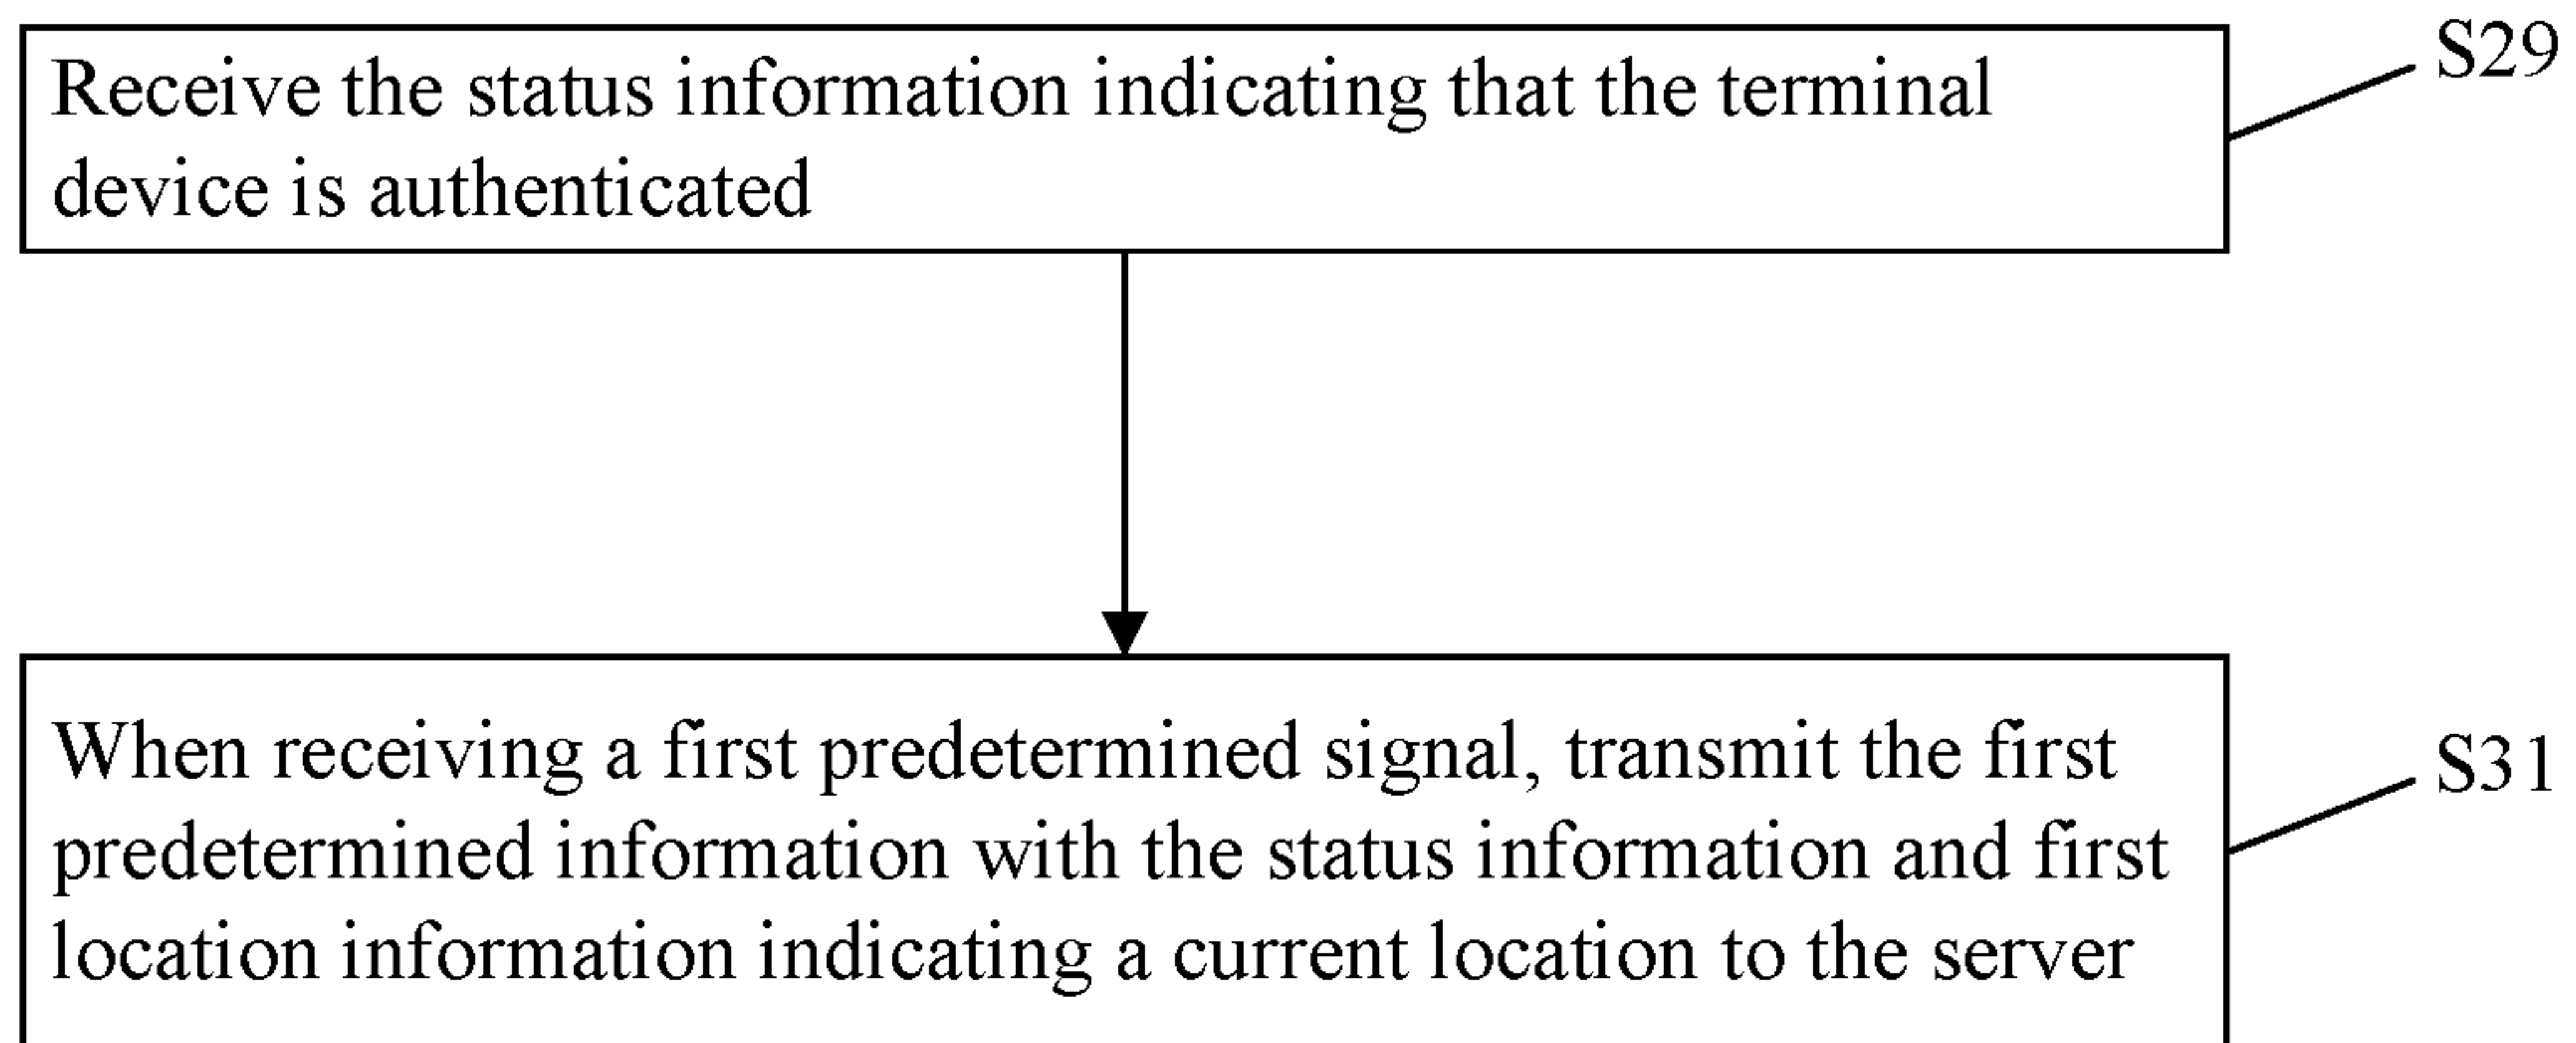 Receive the status information indicating that the terminal
device is authenticated
S29
When receiving a first predetermined signal, transmit the first
predetermined information with the status information and first
location information indicating a current location to the server
S31